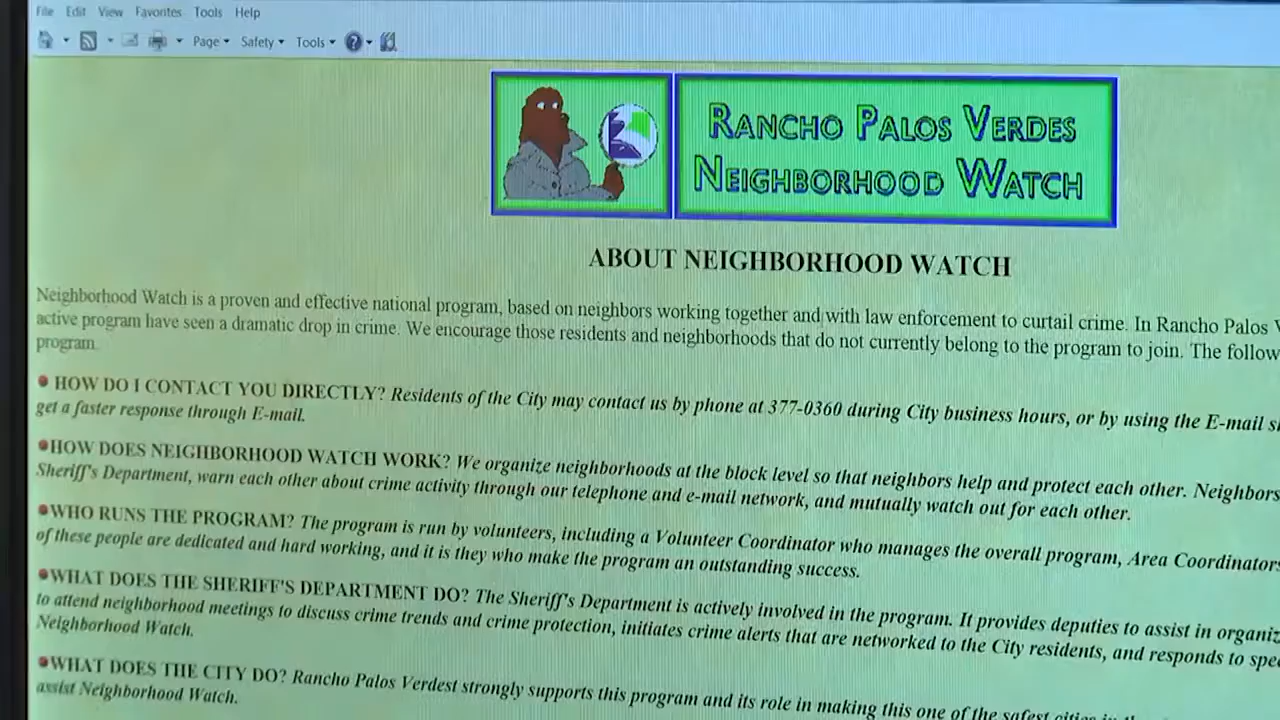 File Edit View Favorites Tools Help
Page Safety Tools
RANCHO PALOS VERDES
NEIGHBORHOOD WATCH
ABOUT NEIGHBORHOOD WATCH
Neighborhood Watch is a proven and effective national program, based on neighbors working together and with law enforcement to curtail crime. In Rancho Palos V
active program have seen a dramatic drop in crime. We encourage those residents and neighborhoods that do not currently belong to the program to join. The follow
program.
HOW DO I CONTACT YOU DIRECTLY? Residents of the City may contact us by phone at 377-0360 during City business hours, or by using the E-mail sl
get a faster response through E-mail.
HOW DOES NEIGHBORHOOD WATCH WORK? We organize neighborhoods at the block level so that neighbors help and protect each other. Neighbors
Sheriff's Department, warn each other about crime activity through our telephone and e-mail network, and mutually watch out for each other.
WHO RUNS THE PROGRAM? The program is run by volunteers, including a Volunteer Coordinator who manages the overall program, Area Coordinators
of these people are dedicated and hard working, and it is they who make the program an outstanding success.
WHAT DOES THE SHERIFF'S DEPARTMENT DO? The Sheriff's Department is actively involved in the program. It provides deputies to assist in organiz
to attend neighborhood meetings to discuss crime trends and crime protection, initiates crime alerts that are networked to the City residents, and responds to spe
Neighborhood Watch.
WHAT DOES THE CITY DO? Rancho Palos Verdest strongly supports this program and its role in making this one of the safest cities in
assist Neighborhood Watch.